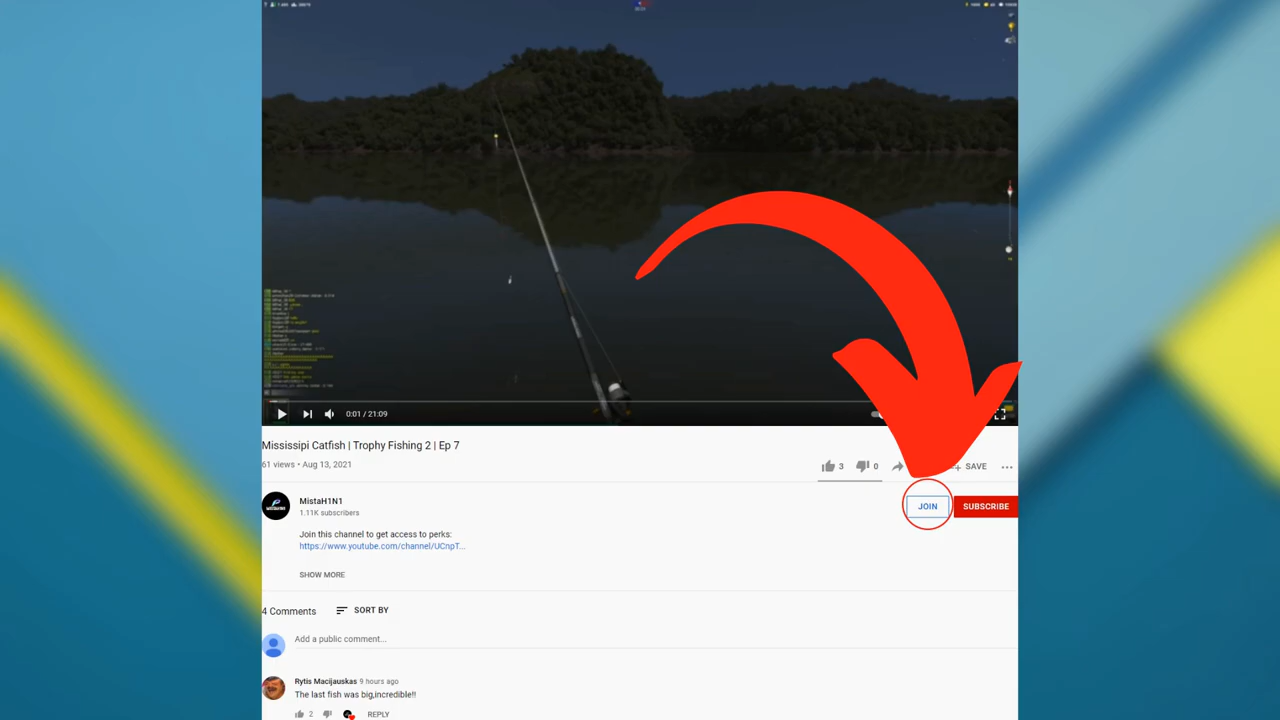 0:01 / 21:09
Mississipi Catfish | Trophy Fishing 2 | Ep 7
61 views • Aug 13, 2021
3 0 SAVE
MistaH1N1
1.11K subscribers
JOIN SUBSCRIBE
Join this channel to get access to perks:
https://www.youtube.com/channel/UCnpT...
SHOW MORE
4 Comments SORT BY
Add a public comment...
Rytis Macijauskas 9 hours ago
The last fish was big,incredible!!
2 REPLY